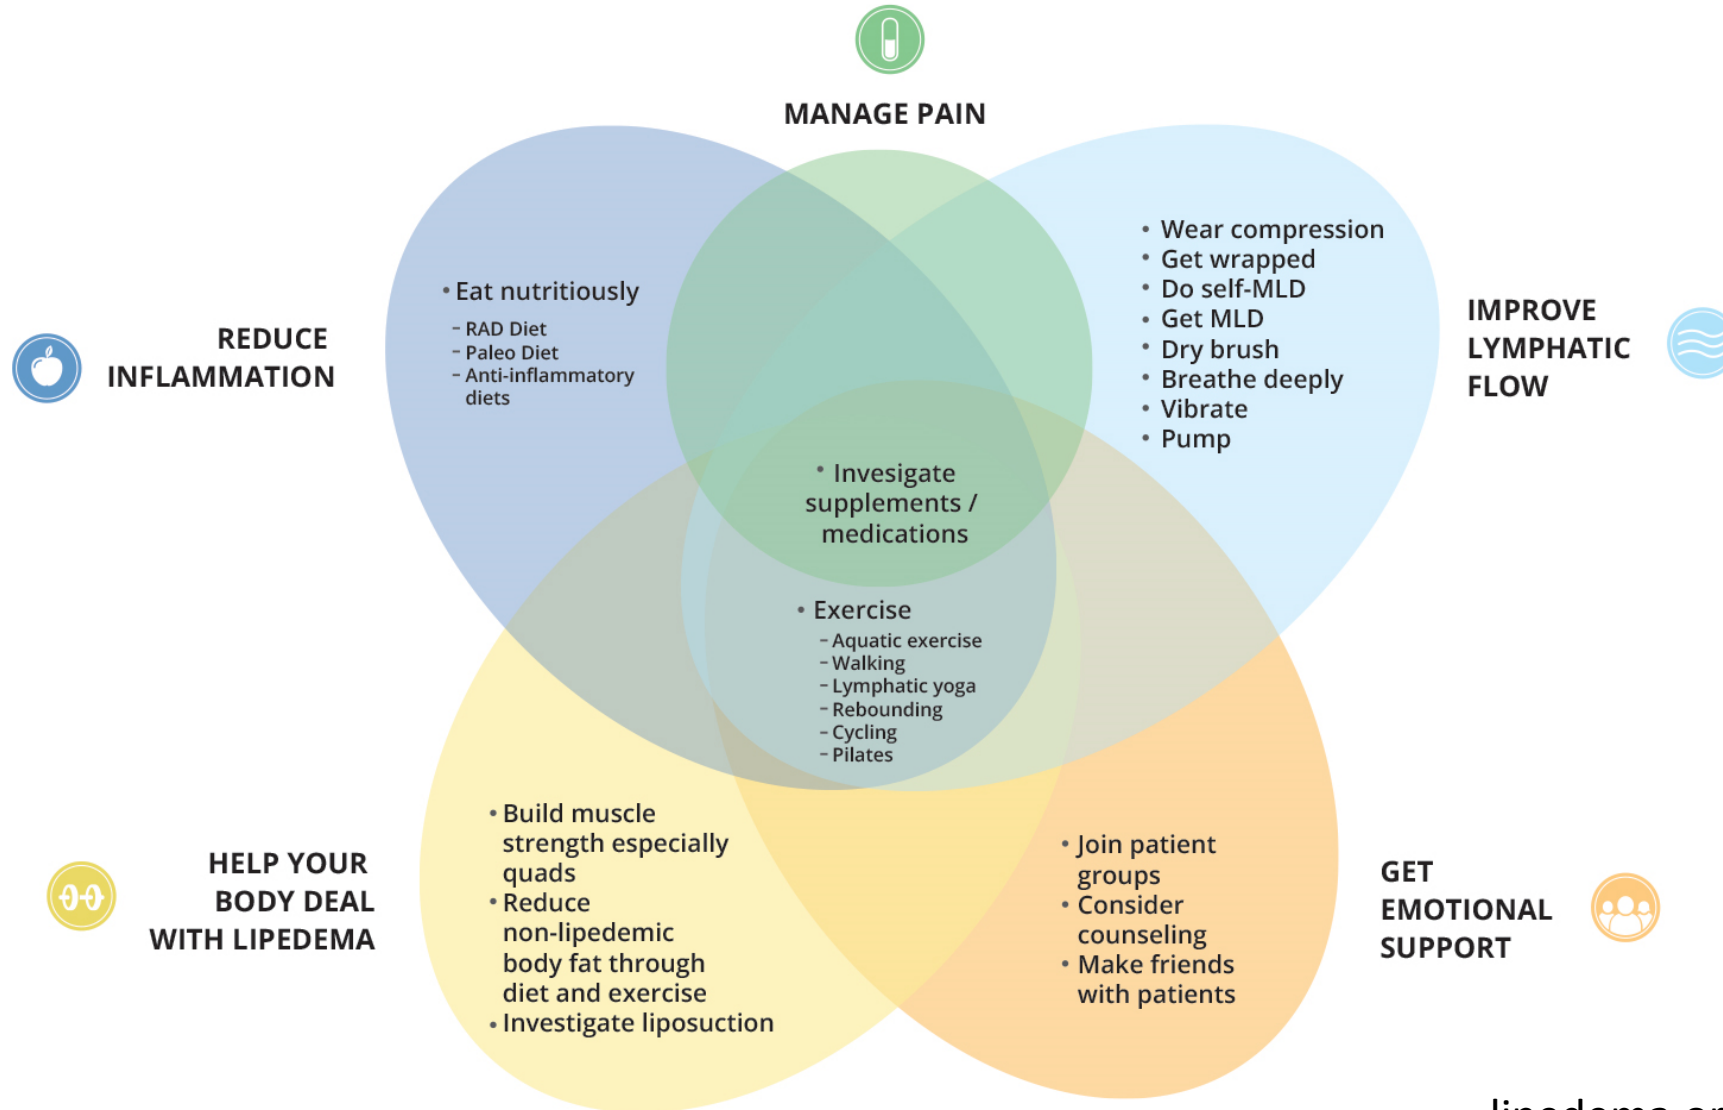 MANAGE PAIN
REDUCE
INFLAMMATION
• Eat nutritiously
– RAD Diet
– Paleo Diet
– Anti-inflammatory
diets
• Wear compression
• Get wrapped
• Do self-MLD
• Get MLD
• Dry brush
• Breathe deeply
• Vibrate
• Pump
IMPROVE
LYMPHATIC
FLOW
• Invesigate
supplements /
medications
• Exercise
– Aquatic exercise
– Walking
– Lymphatic yoga
– Rebounding
– Cycling
– Pilates
HELP YOUR
BODY DEAL
WITH LIPEDEMA
• Build muscle
strength especially
quads
• Reduce
non-lipedemic
body fat through
diet and exercise
• Investigate liposuction
• Join patient
groups
• Consider
counseling
• Make friends
with patients
GET
EMOTIONAL
SUPPORT